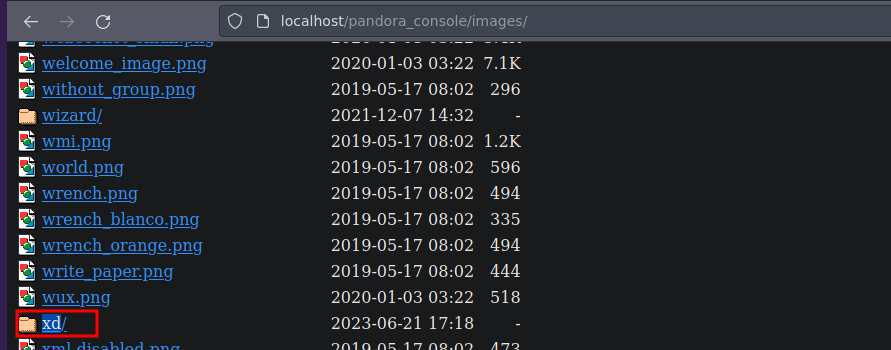 localhost/pandora_console/images/
welcome_image.png 2020-01-03 03:22 7.1K
without_group.png 2019-05-17 08:02 296
wizard/ 2021-12-07 14:32 -
wmi.png 2019-05-17 08:02 1.2K
world.png 2019-05-17 08:02 596
wrench.png 2019-05-17 08:02 494
wrench_blanco.png 2019-05-17 08:02 335
wrench_orange.png 2019-05-17 08:02 494
write_paper.png 2019-05-17 08:02 444
wux.png 2020-01-03 03:22 518
xd/ 2023-06-21 17:18 -
xml disabled.png 2019-05-17 08:02 473